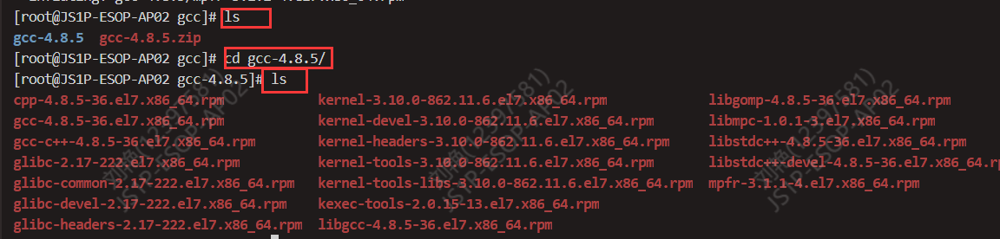 [root@JS1P-ESOP-AP02 gcc]# ls
gcc-4.8.5  gcc-4.8.5.zip
[root@JS1P-ESOP-AP02 gcc]# cd gcc-4.8.5/
[root@JS1P-ESOP-AP02 gcc-4.8.5]# ls
cpp-4.8.5-36.el7.x86_64.rpm  kernel-3.10.0-862.11.6.el7.x86_64.rpm  libgomp-4.8.5-36.el7.x86_64.rpm
gcc-4.8.5-36.el7.x86_64.rpm  kernel-devel-3.10.0-862.11.6.el7.x86_64.rpm  libmpc-1.0.1-3.el7.x86_64.rpm
gcc-c++-4.8.5-36.el7.x86_64.rpm  kernel-headers-3.10.0-862.11.6.el7.x86_64.rpm  libstdc++-4.8.5-36.el7.x86_64.rpm
glibc-2.17-222.el7.x86_64.rpm  kernel-tools-3.10.0-862.11.6.el7.x86_64.rpm  libstdc++-devel-4.8.5-36.el7.x86_64.rpm
glibc-common-2.17-222.el7.x86_64.rpm  kernel-tools-libs-3.10.0-862.11.6.el7.x86_64.rpm  mpfr-3.1.1-4.el7.x86_64.rpm
glibc-devel-2.17-222.el7.x86_64.rpm  kexec-tools-2.0.15-13.el7.x86_64.rpm
glibc-headers-2.17-222.el7.x86_64.rpm  libgcc-4.8.5-36.el7.x86_64.rpm
JS1P-ESOP-AP02
JS1P-ESOP-AP02
JS1P-ESOP-AP02